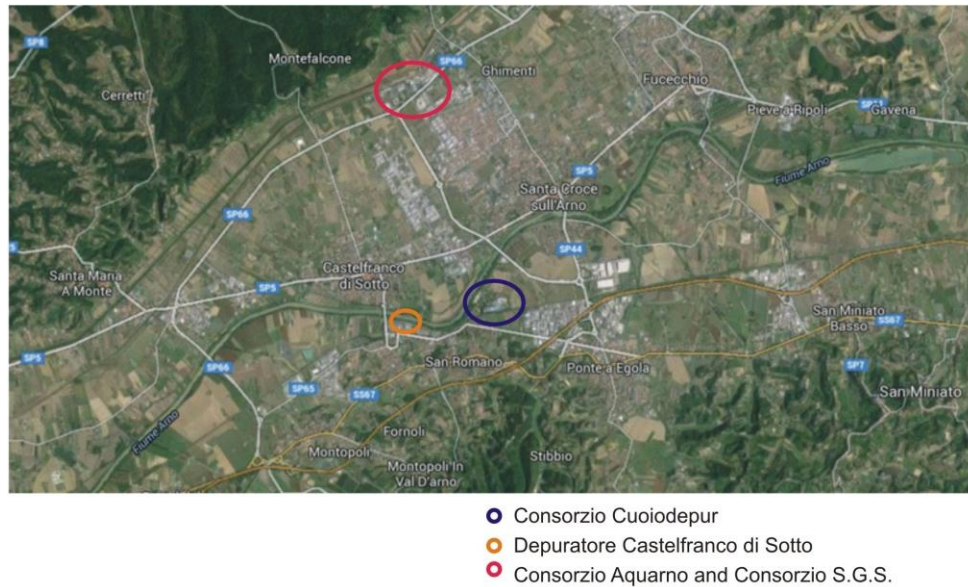 SP8
Montefalcone
SP66
Ghimenti
Fucecchio
Cerretti
Pieve a Ripoli
Gavena
SP5
Fiume Arno
Santa Croce
sull'Arno
SP66
SP44
Santa Maria
A Monte
Castelfranco
di Sotto
SP5
San Miniato
Basso
SS67
SP5
SP66
San Romano
Ponte a Egola
SP7
SP65
SS67
San Miniato
Fiume Arno
Fornoli
Montopoli
Stibbio
Montopoli In
Val D'arno
Consorzio Cuoiodepur
Depuratore Castelfranco di Sotto
Consorzio Aquarno and Consorzio S.G.S.